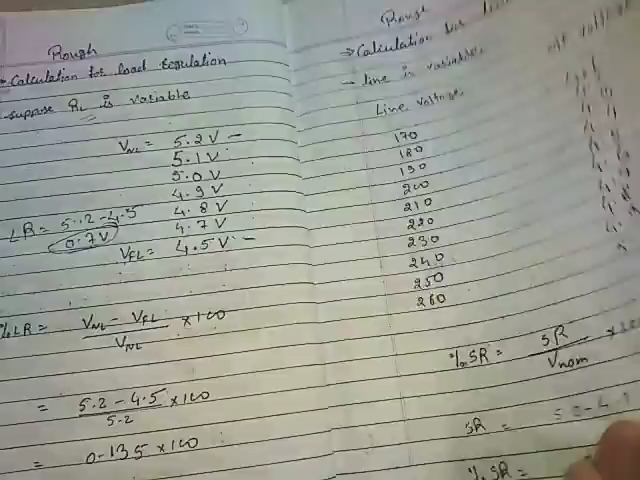 Rough
- Calculation for load Regulation
- suppose RL is variable
VNL = 5.2 V -
5.1 V
5.0 V
4.9 V
4.8 V
4.7 V
VFL = 4.5 V -
LR = 5.2 - 4.5
0.7 V
% LR = VNL - VFL / VNL × 100
= 5.2 - 4.5 / 5.2 × 100
= 0.135 × 100
Rough
→ Calculation for
- line is variable
Line voltage
170
180
190
200
210
220
230
240
250
260
% SR = SR / Vnom
SR =
% SR =